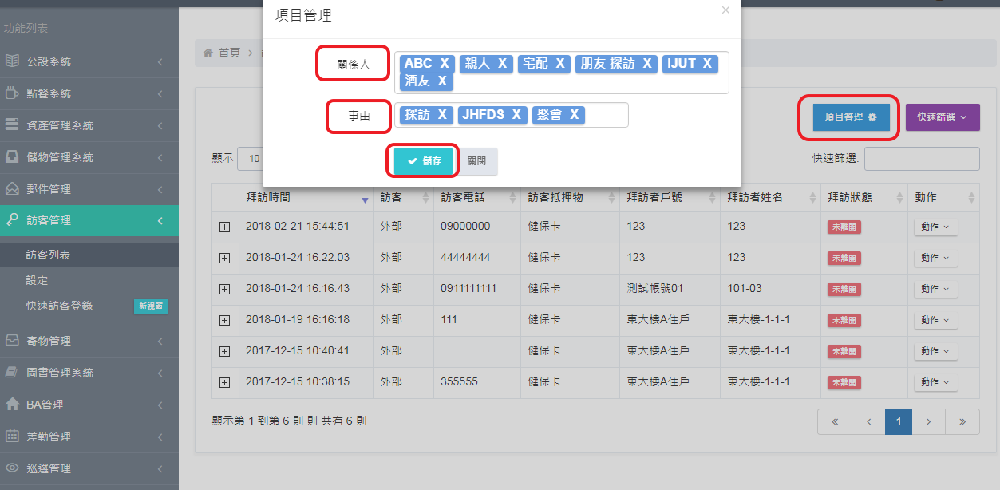 項目管理 ×
功能列表
公設系統
點餐系統
資產管理系統
儲物管理系統
郵件管理
訪客管理
訪客列表
設定
快速訪客登錄 新視窗
寄物管理
圖書管理系統
BA管理
差勤管理
巡邏管理
首頁
關係人
ABC X 親人 X 宅配 X 朋友 探訪 X IJUT X
酒友 X
事由
探訪 X JHFDS X 聚會 X
儲存 關閉
項目管理 快速篩選
顯示 10
快速篩選:
拜訪時間 訪客 訪客電話 訪客抵押物 拜訪者戶號 拜訪者姓名 拜訪狀態 動作
2018-02-21 15:44:51 外部 09000000 健保卡 123 123 未離開 動作
2018-01-24 16:22:03 外部 44444444 健保卡 123 123 未離開 動作
2018-01-24 16:16:43 外部 0911111111 健保卡 測試帳號01 101-03 未離開 動作
2018-01-19 16:16:18 外部 111 健保卡 東大樓A住戶 東大樓-1-1-1 未離開 動作
2017-12-15 10:40:41 外部 健保卡 東大樓A住戶 東大樓-1-1-1 未離開 動作
2017-12-15 10:38:15 外部 355555 健保卡 東大樓A住戶 東大樓-1-1-1 未離開 動作
顯示第 1 到第 6 則 則 共有 6 則
« ‹ 1 › »